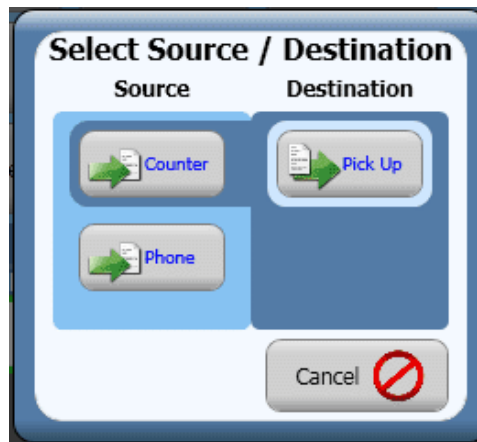 Select Source / Destination
Source Destination
Counter Pick Up
Phone
Cancel